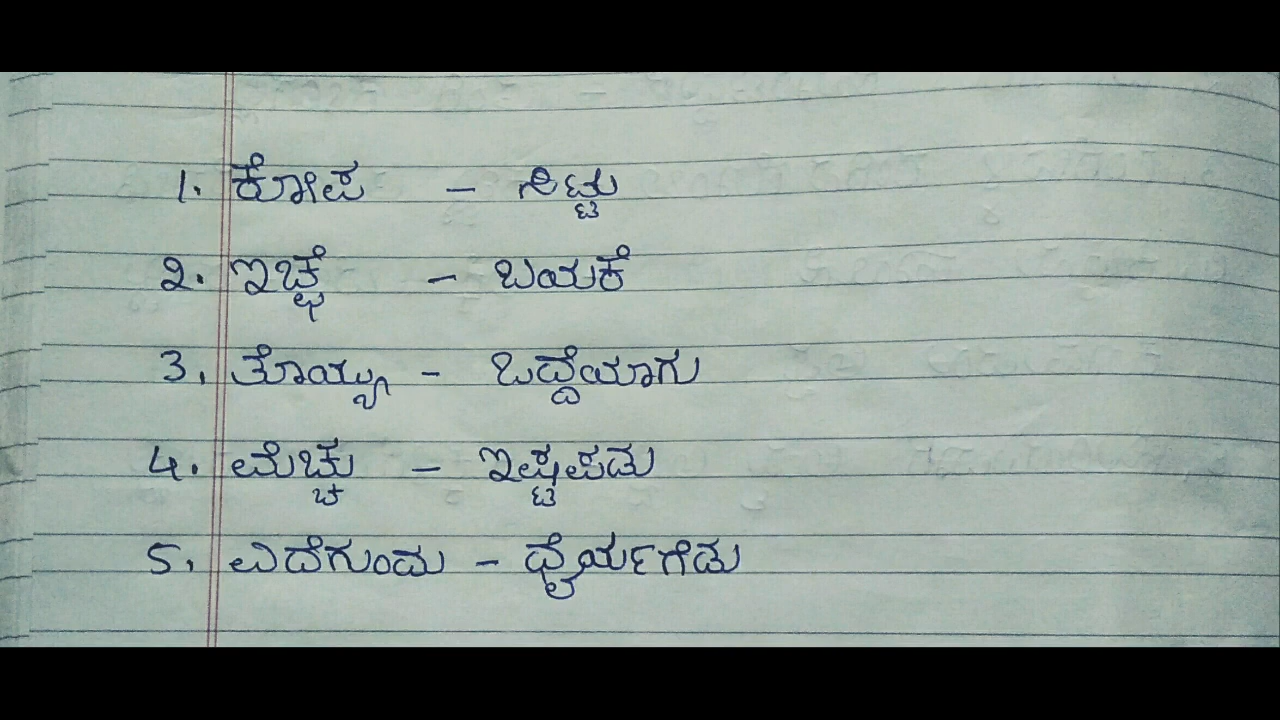 1. ಕೋಪ - ಸಿಟ್ಟು
2. ಇಚ್ಛೆ - ಬಯಕೆ
3. ತೊಯ್ಯು - ಒದ್ದೆಯಾಗು
4. ಮೆಚ್ಚು - ಇಷ್ಟಪಡು
5. ಎದೆಗುಂದು - ಧೈರ್ಯಗೆಡು